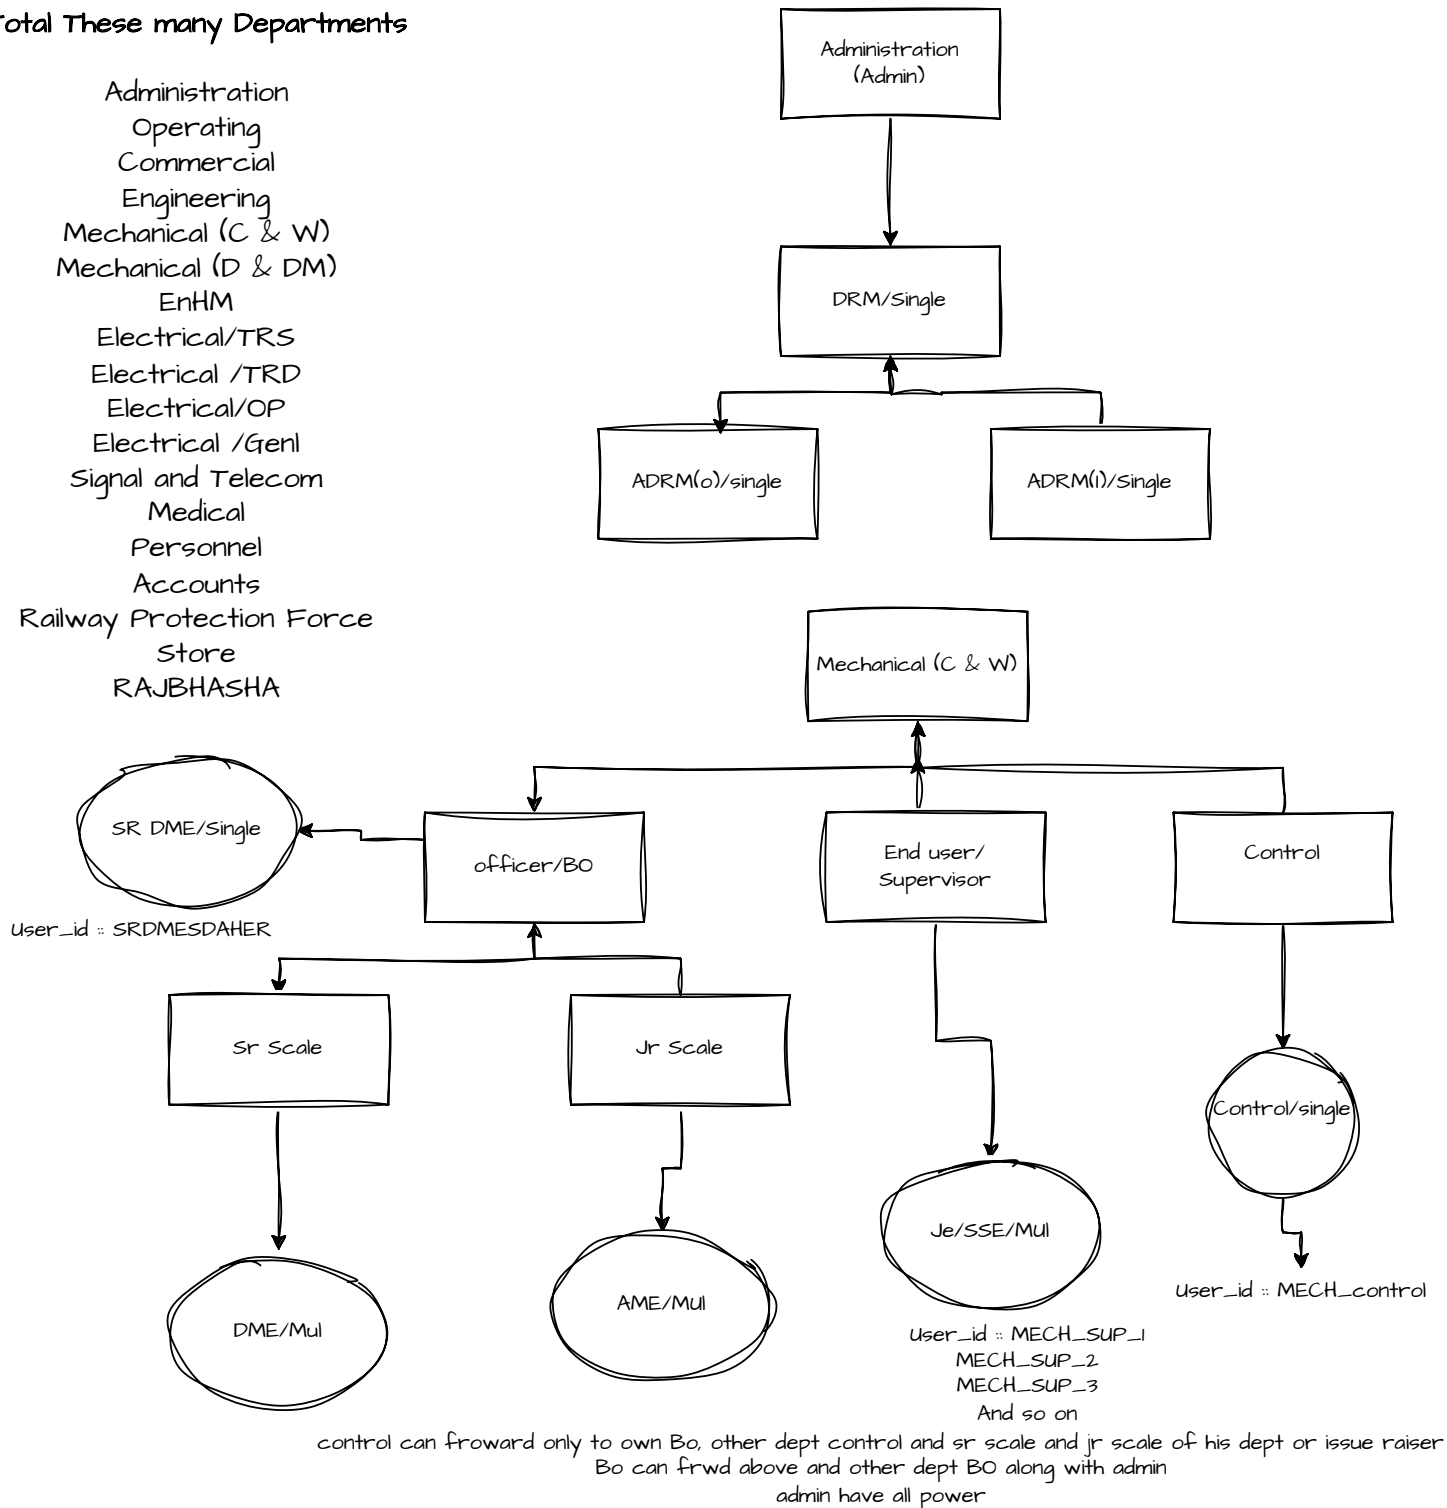 Total These many Departments
Administration
Operating
Commercial
Engineering
Mechanical (C & W)
Mechanical (D & DM)
EnHM
Electrical/TRS
Electrical /TRD
Electrical/OP
Electrical /Genl
Signal and Telecom
Medical
Personnel
Accounts
Railway Protection Force
Store
RAJBHASHA
Administration
(Admin)
DRM/Single
ADRM(o)/single
ADRM(I)/Single
Mechanical (C & W)
SR DME/Single
User_id :: SRDMESDAHER
officer/BO
End user/
Supervisor
Control
Sr Scale
Jr Scale
Control/single
User_id :: MECH_control
DME/Mul
AME/MUl
Je/SSE/MUl
User_id :: MECH_SUP_1
MECH_SUP_2
MECH_SUP_3
And so on
control can froward only to own Bo, other dept control and sr scale and jr scale of his dept or issue raiser
Bo can frwd above and other dept BO along with admin
admin have all power